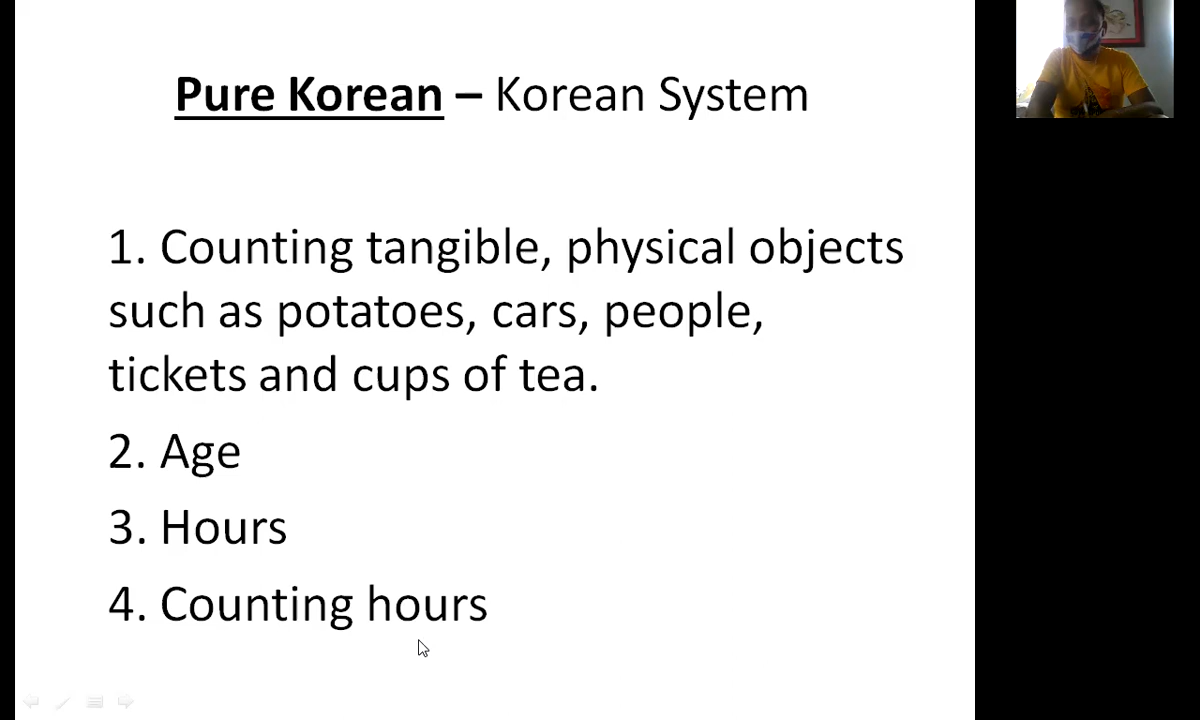 Pure Korean – Korean System
1. Counting tangible, physical objects
such as potatoes, cars, people,
tickets and cups of tea.
2. Age
3. Hours
4. Counting hours